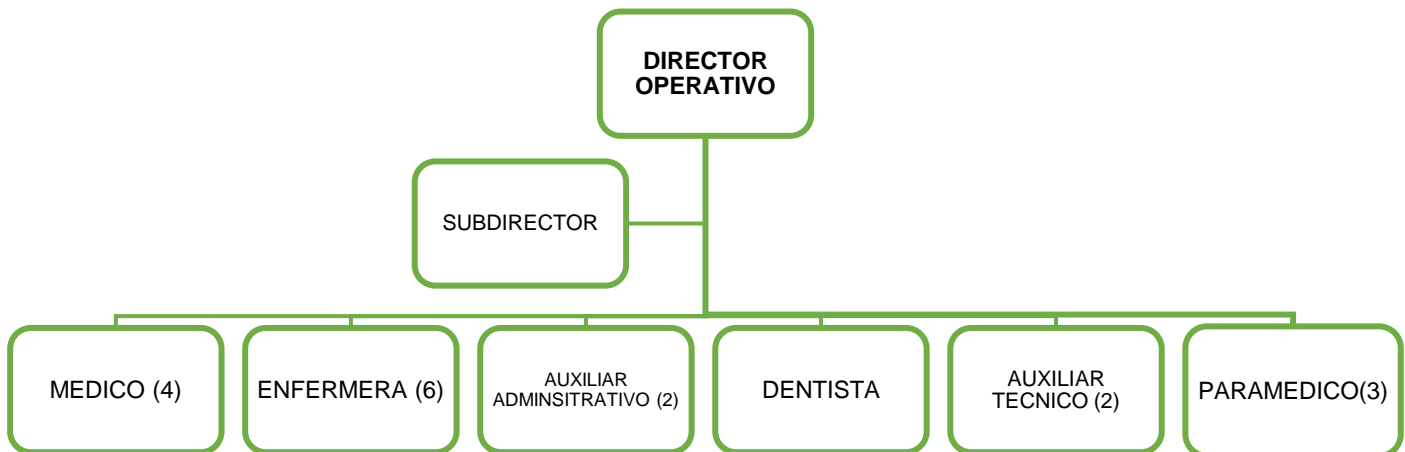 DIRECTOR
OPERATIVO
SUBDIRECTOR
MEDICO (4)
ENFERMERA (6)
AUXILIAR
ADMINSITRATIVO (2)
DENTISTA
AUXILIAR
TECNICO (2)
PARAMEDICO(3)